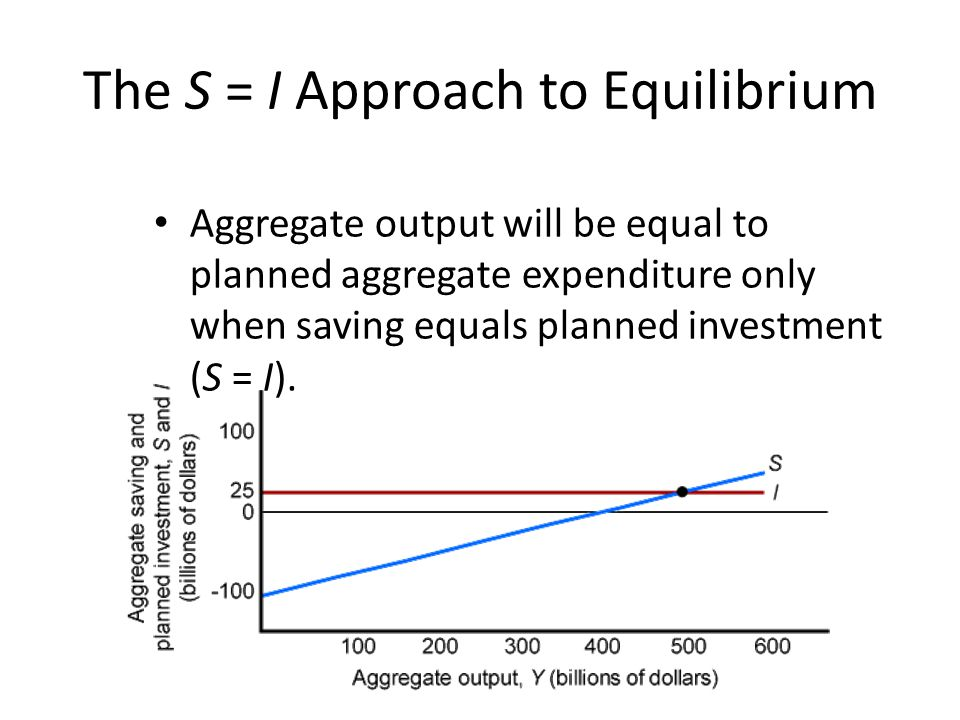 The S = I Approach to Equilibrium
• Aggregate output will be equal to
planned aggregate expenditure only
when saving equals planned investment
(S = I).
Aggregate saving and
planned investment, S and I
(billions of dollars)
100
25
0
-100
S
I
100 200 300 400 500 600
Aggregate output, Y (billions of dollars)